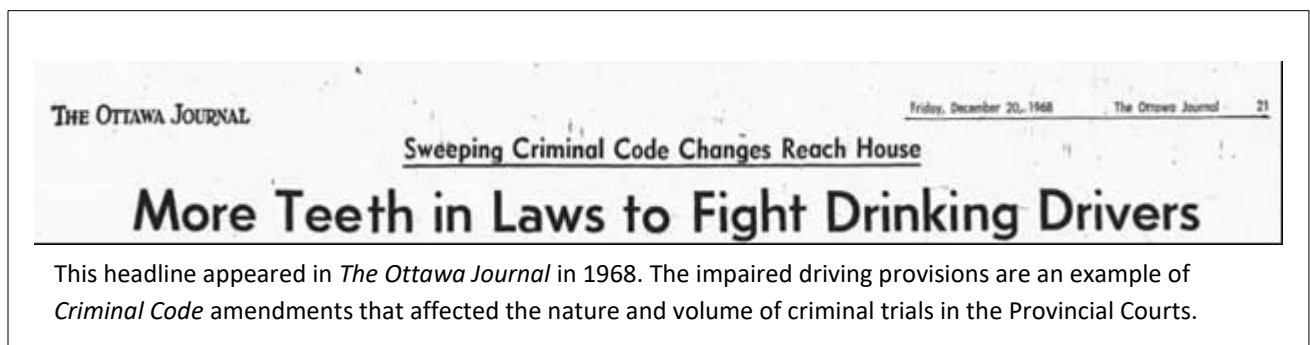 THE OTTAWA JOURNAL
Friday, December 20, 1968 The Ottawa Journal 21
Sweeping Criminal Code Changes Reach House
More Teeth in Laws to Fight Drinking Drivers
This headline appeared in The Ottawa Journal in 1968. The impaired driving provisions are an example of
Criminal Code amendments that affected the nature and volume of criminal trials in the Provincial Courts.